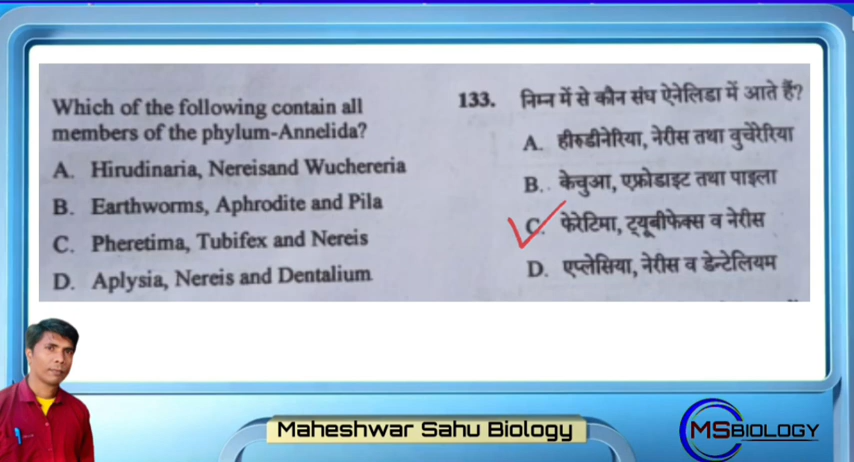 Which of the following contain all
members of the phylum-Annelida?
A. Hirudinaria, Nereisand Wuchereria
B. Earthworms, Aphrodite and Pila
C. Pheretima, Tubifex and Nereis
D. Aplysia, Nereis and Dentalium
133. निम्न में से कौन संघ ऐनेलिडा में आते हैं?
A. हीरूडीनेरिया, नेरीस तथा वुचेरेरिया
B. केचुआ, एफ्रोडाइट तथा पाइला
C. फेरेटिमा, ट्यूबीफेक्स व नेरीस
D. एप्लेसिया, नेरीस व डेन्टेलियम
Maheshwar Sahu Biology
MSBIOLOGY